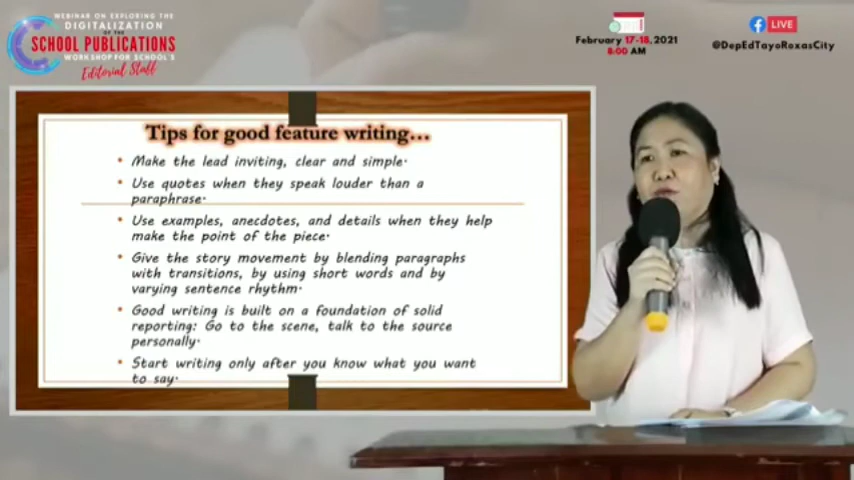 WEBINAR ON EXPLORING THE
DIGITALIZATION
OF THE
SCHOOL PUBLICATIONS
WORKSHOP FOR SCHOOL'S
Editorial Staff
February 17-18, 2021
8:00 AM
LIVE
@DepEdTayoRoxasCity
Tips for good feature writing...
• Make the lead inviting, clear and simple.
• Use quotes when they speak louder than a
paraphrase.
• Use examples, anecdotes, and details when they help
make the point of the piece.
• Give the story movement by blending paragraphs
with transitions, by using short words and by
varying sentence rhythm.
• Good writing is built on a foundation of solid
reporting: Go to the scene, talk to the source
personally.
• Start writing only after you know what you want
to say.